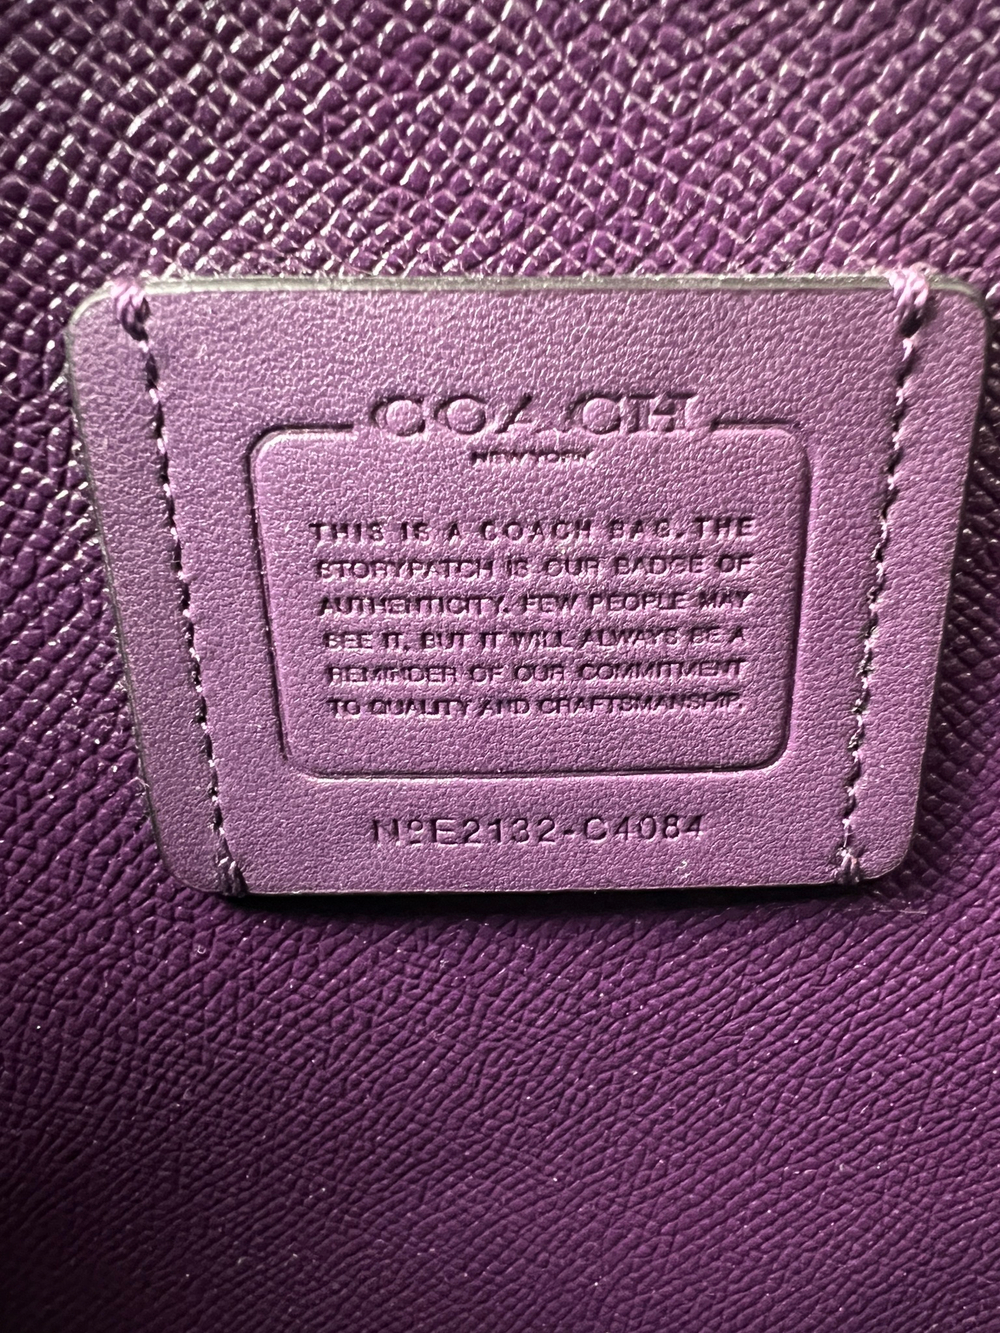 COACH
NEW YORK
THIS IS A COACH BAG. THE
STORYPATCH IS OUR BADGE OF
AUTHENTICITY. FEW PEOPLE MAY
SEE IT, BUT IT WILL ALWAYS BE A
REMINDER OF OUR COMMITMENT
TO QUALITY AND CRAFTSMANSHIP.
NºE2132-C4084